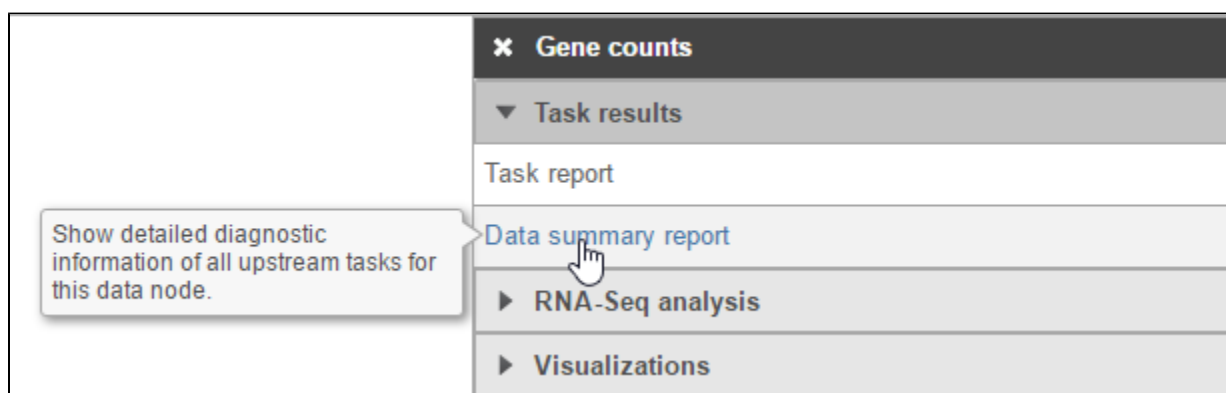 Gene counts
Task results
Task report
Show detailed diagnostic
information of all upstream tasks for
this data node.
Data summary report
RNA-Seq analysis
Visualizations